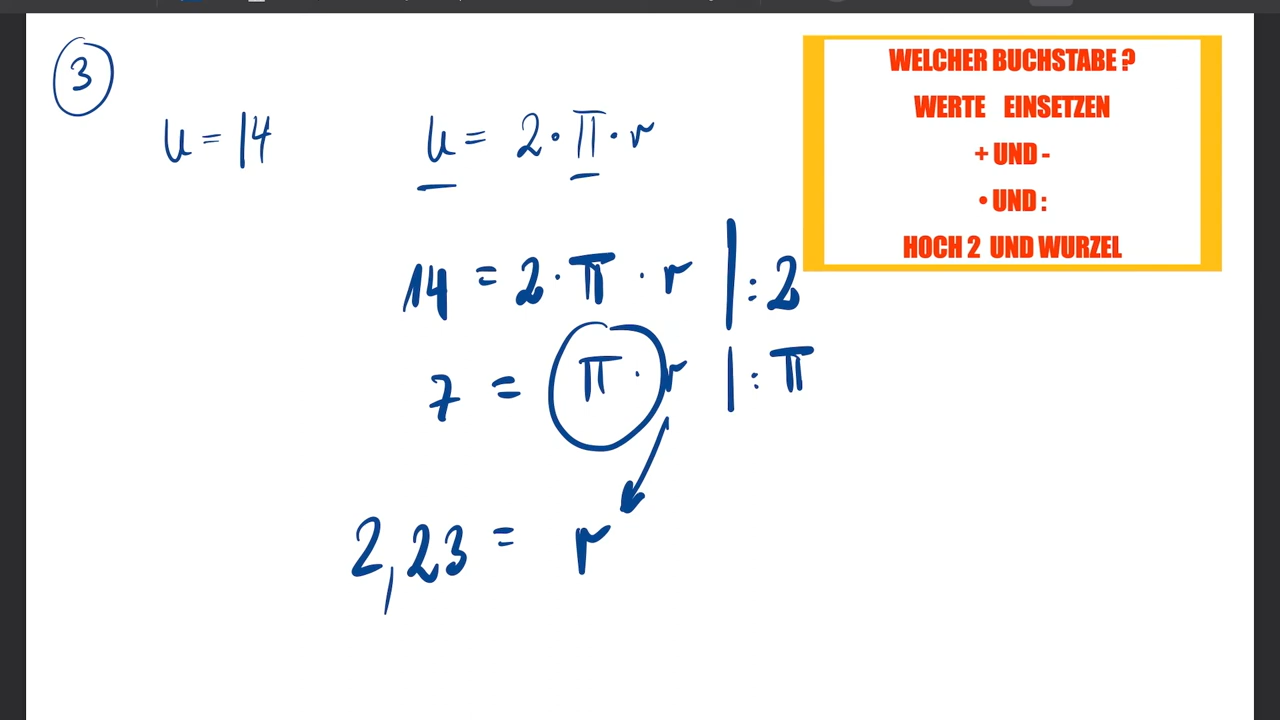 3
u = 14
u = 2 · π · r
14 = 2 · π · r | : 2
7 = π · r | : π
2,23 = r
WELCHER BUCHSTABE ?
WERTE EINSETZEN
+ UND -
• UND :
HOCH 2 UND WURZEL